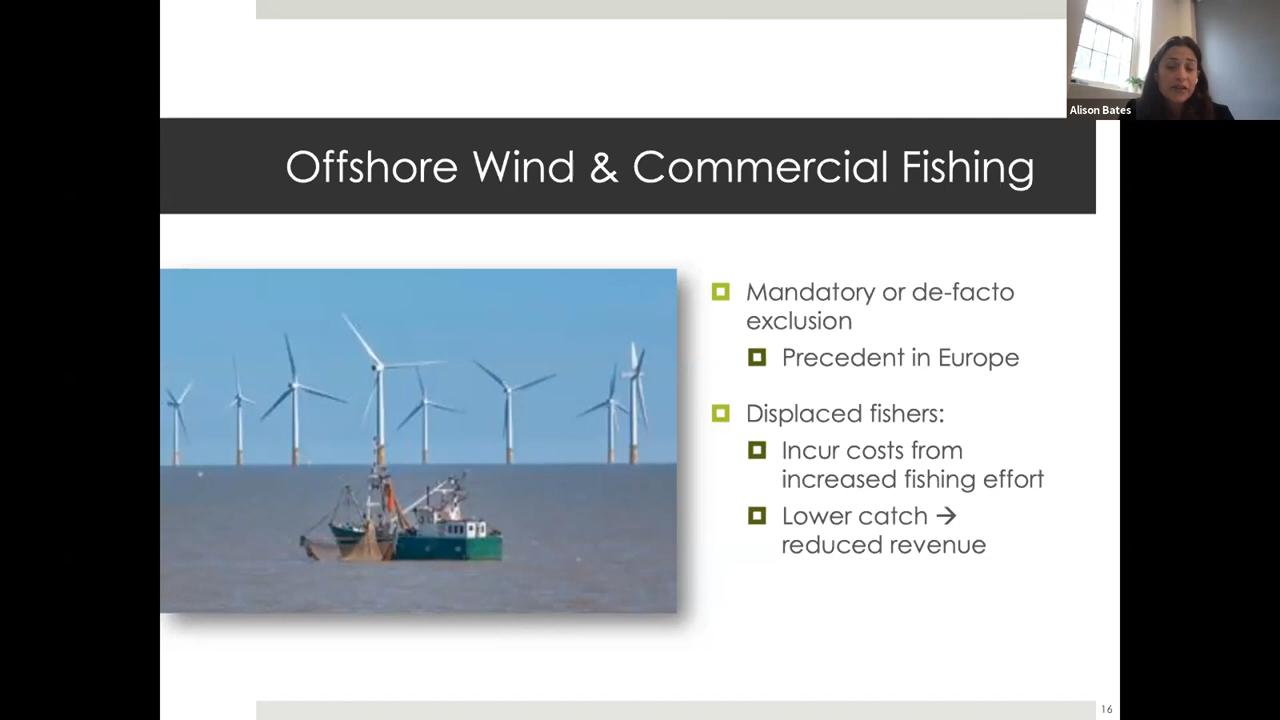 Alison Bates
Offshore Wind & Commercial Fishing
Mandatory or de-facto
exclusion
Precedent in Europe
Displaced fishers:
Incur costs from
increased fishing effort
Lower catch →
reduced revenue
16